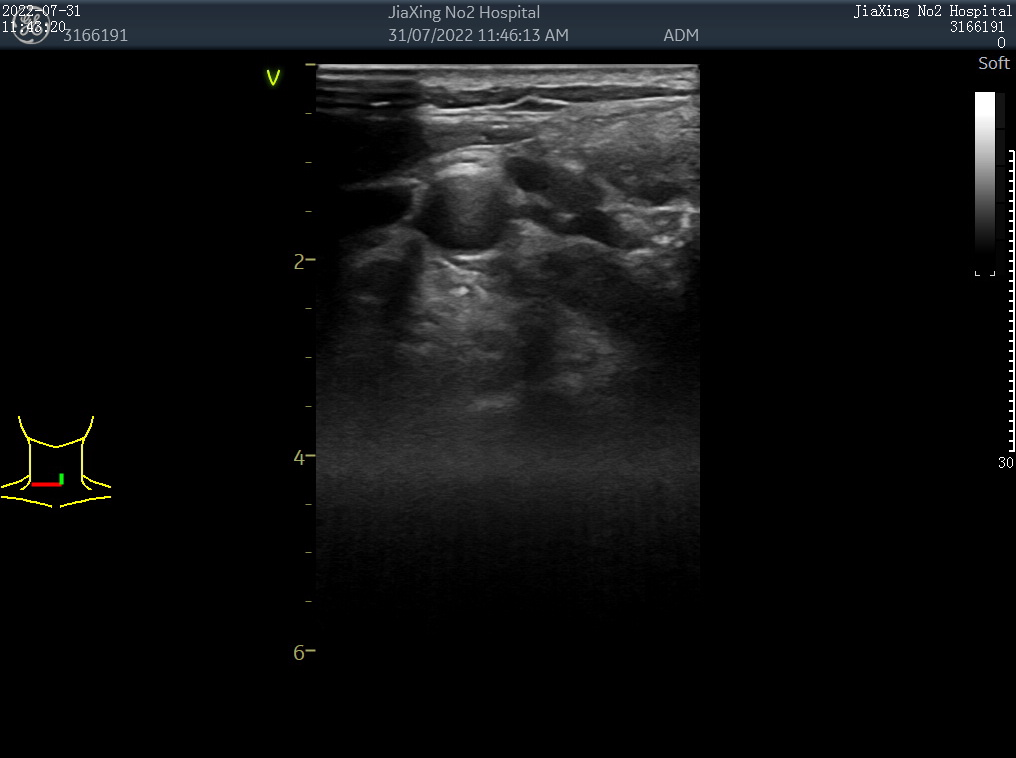 2022-07-31
11:43:20
3166191
JiaXing No2 Hospital
31/07/2022 11:46:13 AM
ADM
JiaXing No2 Hospital
3166191
0
Soft
V
2
4
6
30